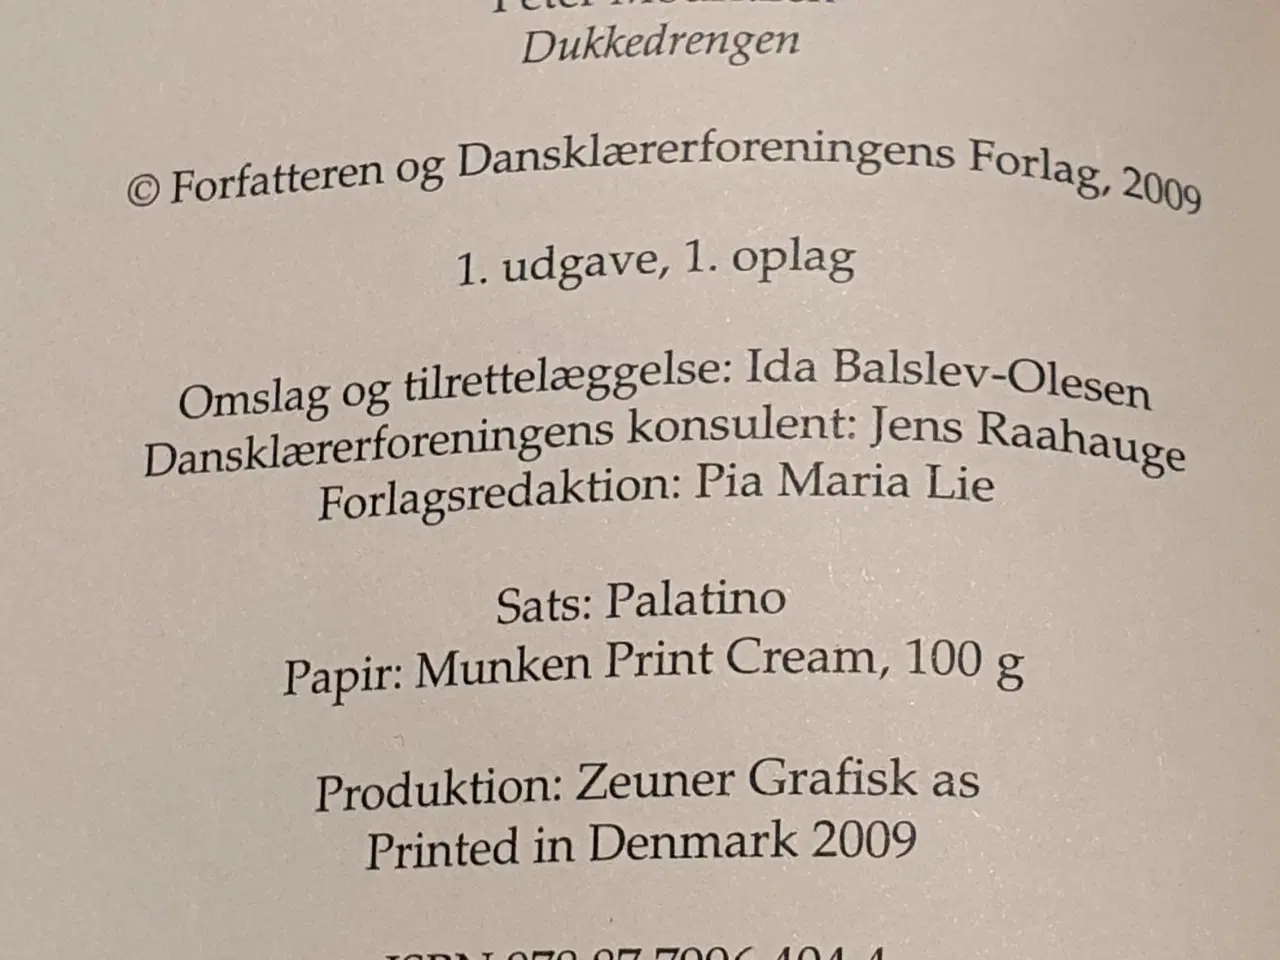 Peter
Dukkedrengen
© Forfatteren og Dansklærerforeningens Forlag, 2009
1. udgave, 1. oplag
Omslag og tilrettelæggelse: Ida Balslev-Olesen
Dansklærerforeningens konsulent: Jens Raahauge
Forlagsredaktion: Pia Maria Lie
Sats: Palatino
Papir: Munken Print Cream, 100 g
Produktion: Zeuner Grafisk as
Printed in Denmark 2009
ISBN